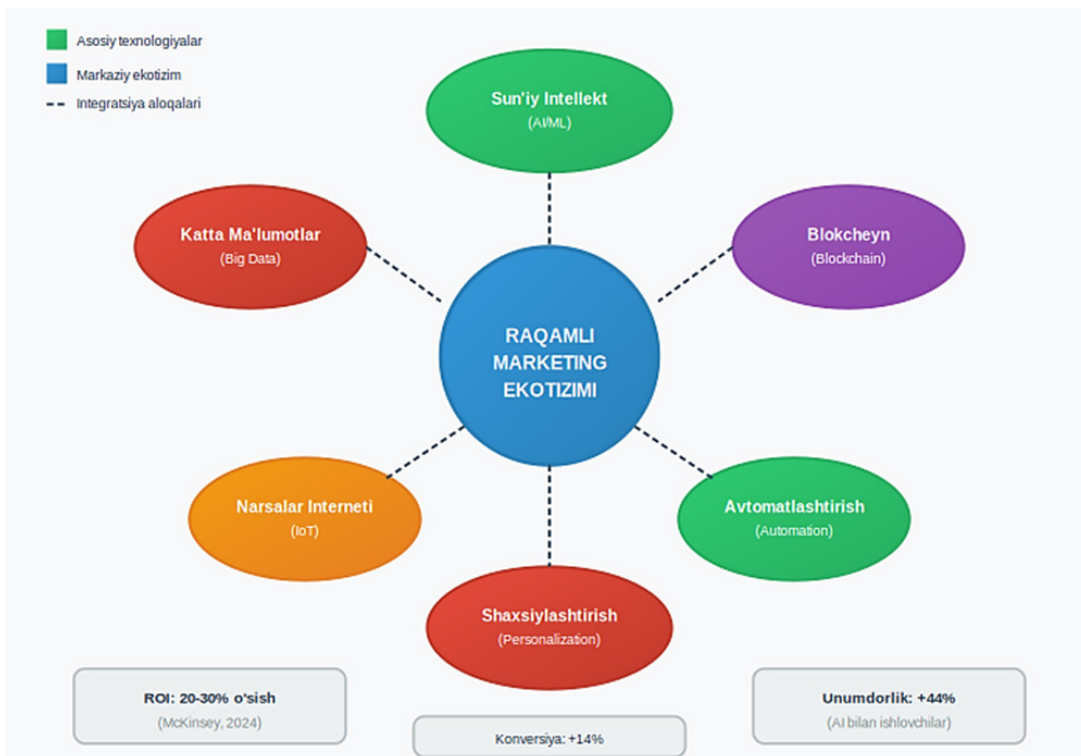 Asosiy texnologiyalar
Markaziy ekotizim
Integratsiya aloqalari
Sun'iy Intellekt
(AI/ML)
Katta Ma'lumotlar
(Big Data)
Blokcheyn
(Blockchain)
RAQAMLI
MARKETING
EKOTIZIMI
Narsalar Interneti
(IoT)
Avtomatlashtirish
(Automation)
Shaxsiylashtirish
(Personalization)
ROI: 20-30% o'sish
(McKinsey, 2024)
Konversiya: +14%
Unumdorlik: +44%
(AI bilan ishlovchilar)